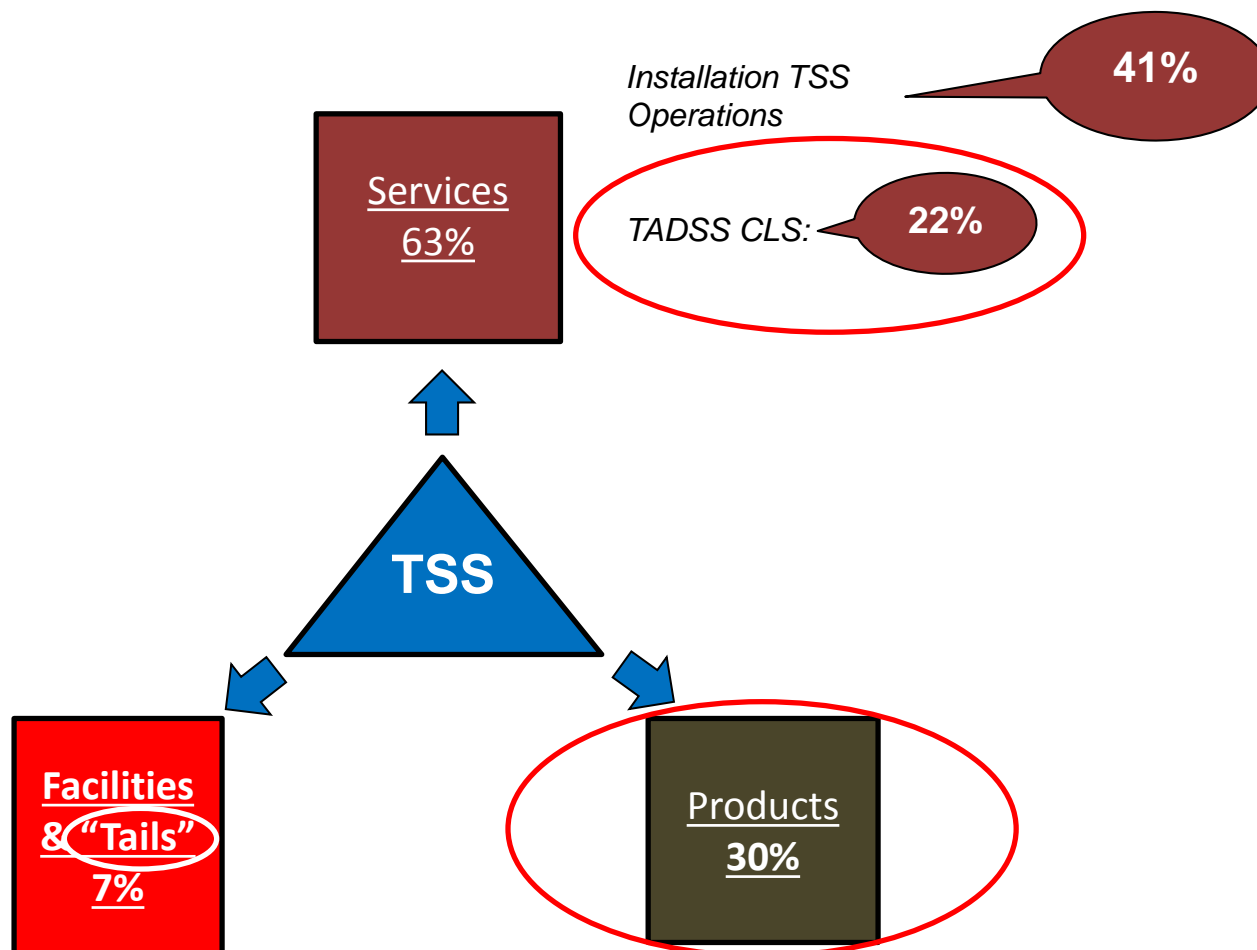 Installation TSS
Operations
41%
Services
63%
TADSS CLS:
22%
TSS
Facilities
& “Tails”
7%
Products
30%